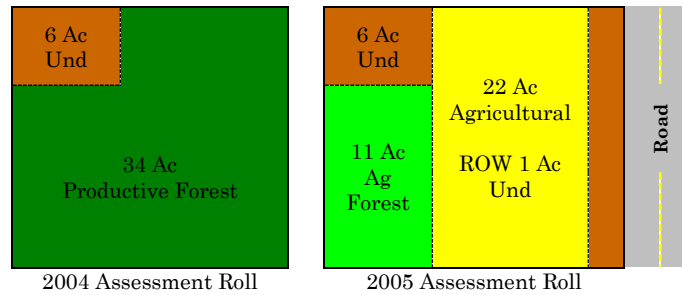 6 Ac
Und
34 Ac
Productive Forest
2004 Assessment Roll
6 Ac
Und
11 Ac
Ag
Forest
22 Ac
Agricultural
ROW 1 Ac
Und
Road
2005 Assessment Roll